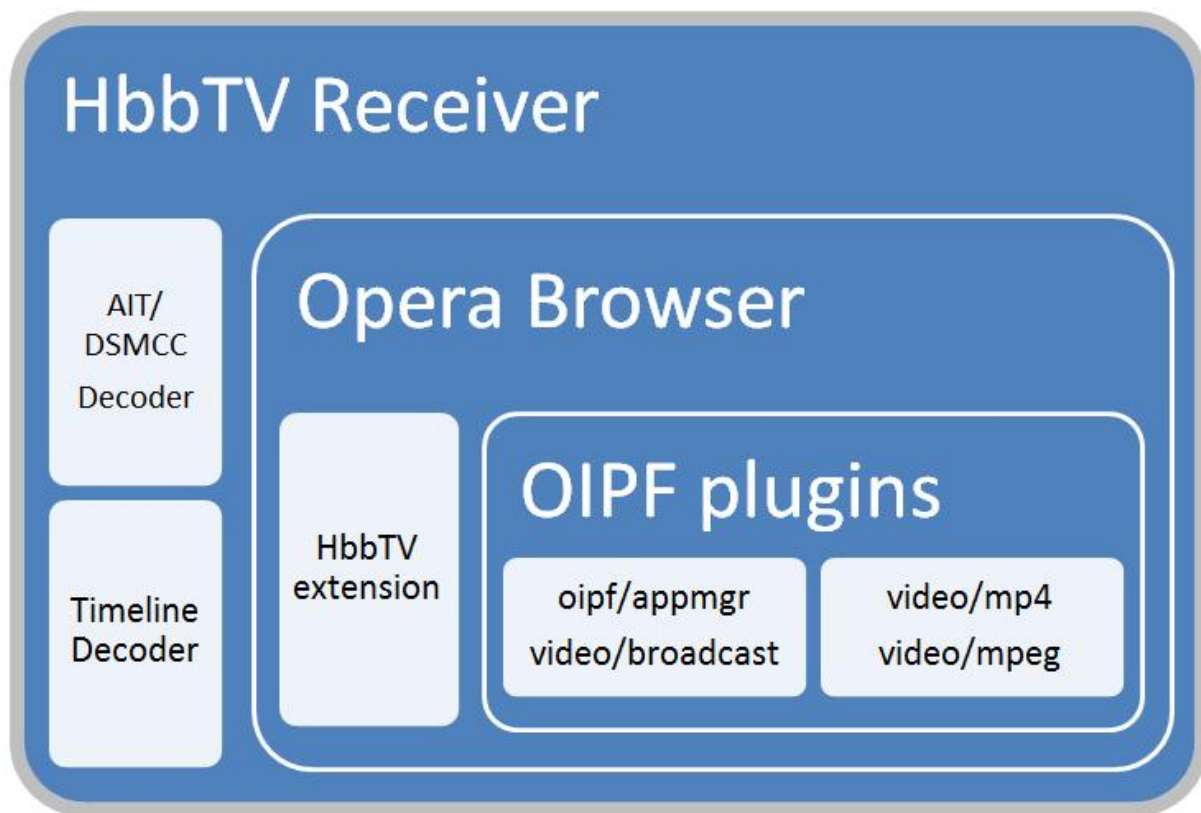 HbbTV Receiver
AIT/
DSMCC
Decoder
Timeline
Decoder
Opera Browser
HbbTV
extension
OIPF plugins
oipf/appmgr
video/broadcast
video/mp4
video/mpeg